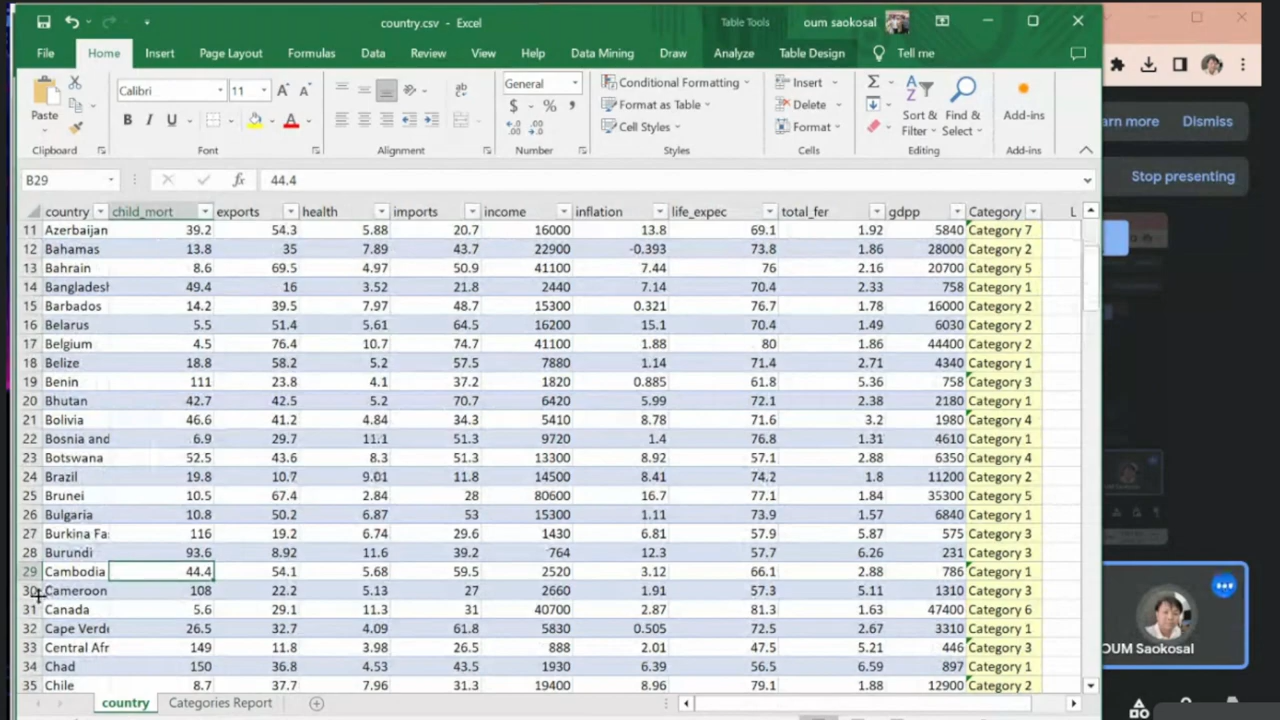 country.csv - Excel
Table Tools
oum saokosal
File Home Insert Page Layout Formulas Data Review View Help Data Mining Draw Analyze Table Design Tell me
Paste
Calibri 11
B I U
General
$ % ,
Conditional Formatting
Format as Table
Cell Styles
Insert
Delete
Format
Sort & Filter
Find & Select
Add-ins
Clipboard Font Alignment Number Styles Cells Editing Add-ins
B29 fx 44.4
country child_mort exports health imports income inflation life_expec total_fer gdpp Category L
11 Azerbaijan 39.2 54.3 5.88 20.7 16000 13.8 69.1 1.92 5840 Category 7
12 Bahamas 13.8 35 7.89 43.7 22900 -0.393 73.8 1.86 28000 Category 2
13 Bahrain 8.6 69.5 4.97 50.9 41100 7.44 76 2.16 20700 Category 5
14 Bangladesh 49.4 16 3.52 21.8 2440 7.14 70.4 2.33 758 Category 1
15 Barbados 14.2 39.5 7.97 48.7 15300 0.321 76.7 1.78 16000 Category 2
16 Belarus 5.5 51.4 5.61 64.5 16200 15.1 70.4 1.49 6030 Category 2
17 Belgium 4.5 76.4 10.7 74.7 41100 1.88 80 1.86 44400 Category 2
18 Belize 18.8 58.2 5.2 57.5 7880 1.14 71.4 2.71 4340 Category 1
19 Benin 111 23.8 4.1 37.2 1820 0.885 61.8 5.36 758 Category 3
20 Bhutan 42.7 42.5 5.2 70.7 6420 5.99 72.1 2.38 2180 Category 1
21 Bolivia 46.6 41.2 4.84 34.3 5410 8.78 71.6 3.2 1980 Category 4
22 Bosnia and 6.9 29.7 11.1 51.3 9720 1.4 76.8 1.31 4610 Category 1
23 Botswana 52.5 43.6 8.3 51.3 13300 8.92 57.1 2.88 6350 Category 4
24 Brazil 19.8 10.7 9.01 11.8 14500 8.41 74.2 1.8 11200 Category 2
25 Brunei 10.5 67.4 2.84 28 80600 16.7 77.1 1.84 35300 Category 5
26 Bulgaria 10.8 50.2 6.87 53 15300 1.11 73.9 1.57 6840 Category 1
27 Burkina Fa 116 19.2 6.74 29.6 1430 6.81 57.9 5.87 575 Category 3
28 Burundi 93.6 8.92 11.6 39.2 764 12.3 57.7 6.26 231 Category 3
29 Cambodia 44.4 54.1 5.68 59.5 2520 3.12 66.1 2.88 786 Category 1
30 Cameroon 108 22.2 5.13 27 2660 1.91 57.3 5.11 1310 Category 3
31 Canada 5.6 29.1 11.3 31 40700 2.87 81.3 1.63 47400 Category 6
32 Cape Verd 26.5 32.7 4.09 61.8 5830 0.505 72.5 2.67 3310 Category 1
33 Central Afr 149 11.8 3.98 26.5 888 2.01 47.5 5.21 446 Category 3
34 Chad 150 36.8 4.53 43.5 1930 6.39 56.5 6.59 897 Category 1
35 Chile 8.7 37.7 7.96 31.3 19400 8.96 79.1 1.88 12900 Category 2
country Categories Report
arn more Dismiss
Stop presenting
OUM Saokosal